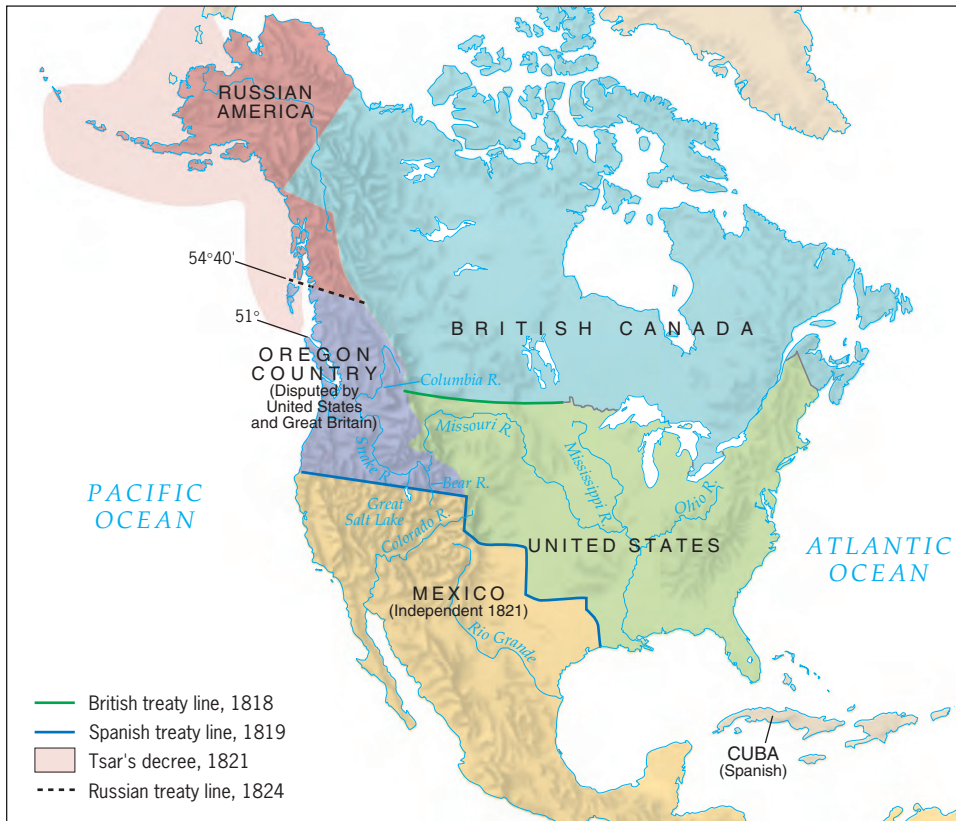 RUSSIAN
AMERICA
54°40'
51°
BRITISH CANADA
OREGON
COUNTRY
(Disputed by
United States
and Great Britain)
Columbia R.
Missouri R.
Mississippi R.
Snake R.
Bear R.
Ohio R.
Great
Salt Lake
Colorado R.
PACIFIC
OCEAN
UNITED STATES
ATLANTIC
OCEAN
MEXICO
(Independent 1821)
Rio Grande
CUBA
(Spanish)
British treaty line, 1818
Spanish treaty line, 1819
Tsar's decree, 1821
Russian treaty line, 1824